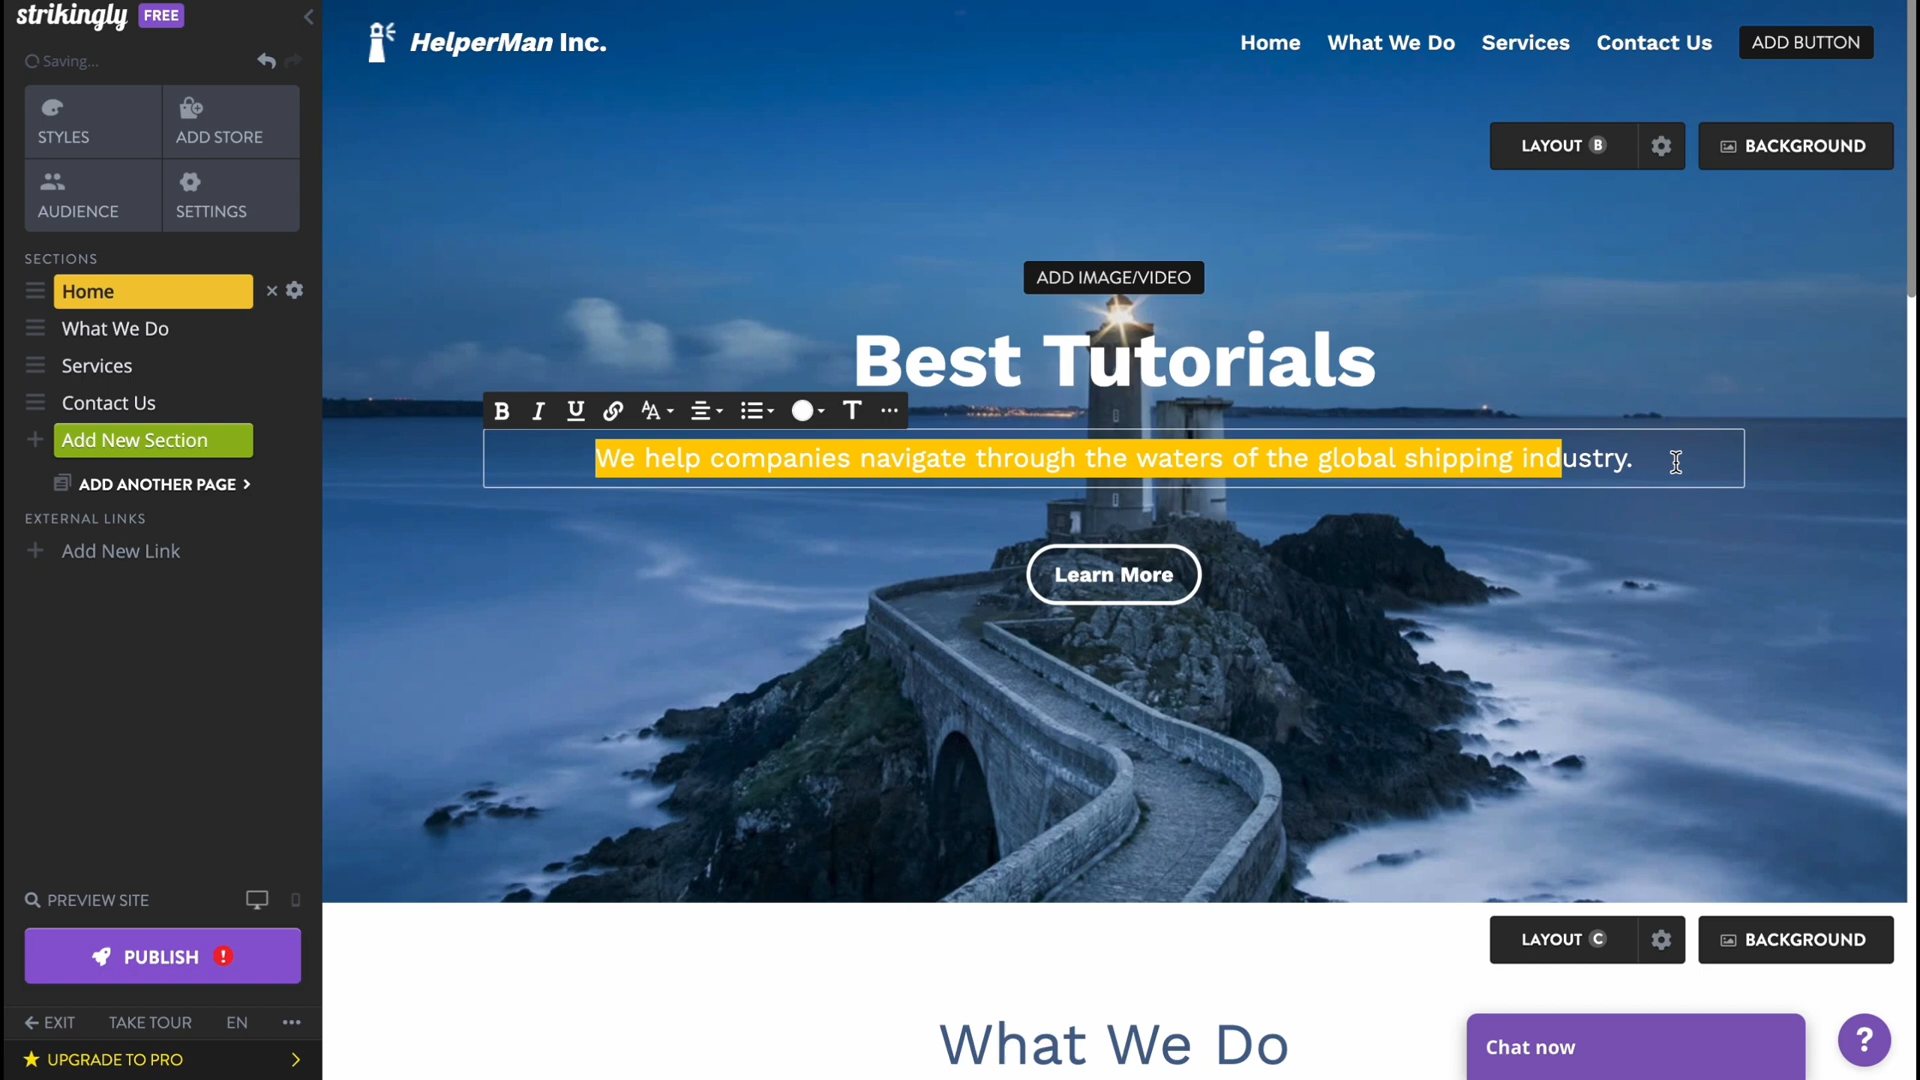 strikingly FREE
Saving...
STYLES
ADD STORE
AUDIENCE
SETTINGS
SECTIONS
Home
What We Do
Services
Contact Us
Add New Section
ADD ANOTHER PAGE
EXTERNAL LINKS
Add New Link
PREVIEW SITE
PUBLISH !
EXIT TAKE TOUR EN ...
UPGRADE TO PRO
HelperMan Inc.
Home What We Do Services Contact Us ADD BUTTON
LAYOUT B BACKGROUND
ADD IMAGE/VIDEO
Best Tutorials
B I U A A T ...
We help companies navigate through the waters of the global shipping industry.
Learn More
LAYOUT C BACKGROUND
What We Do
Chat now ?